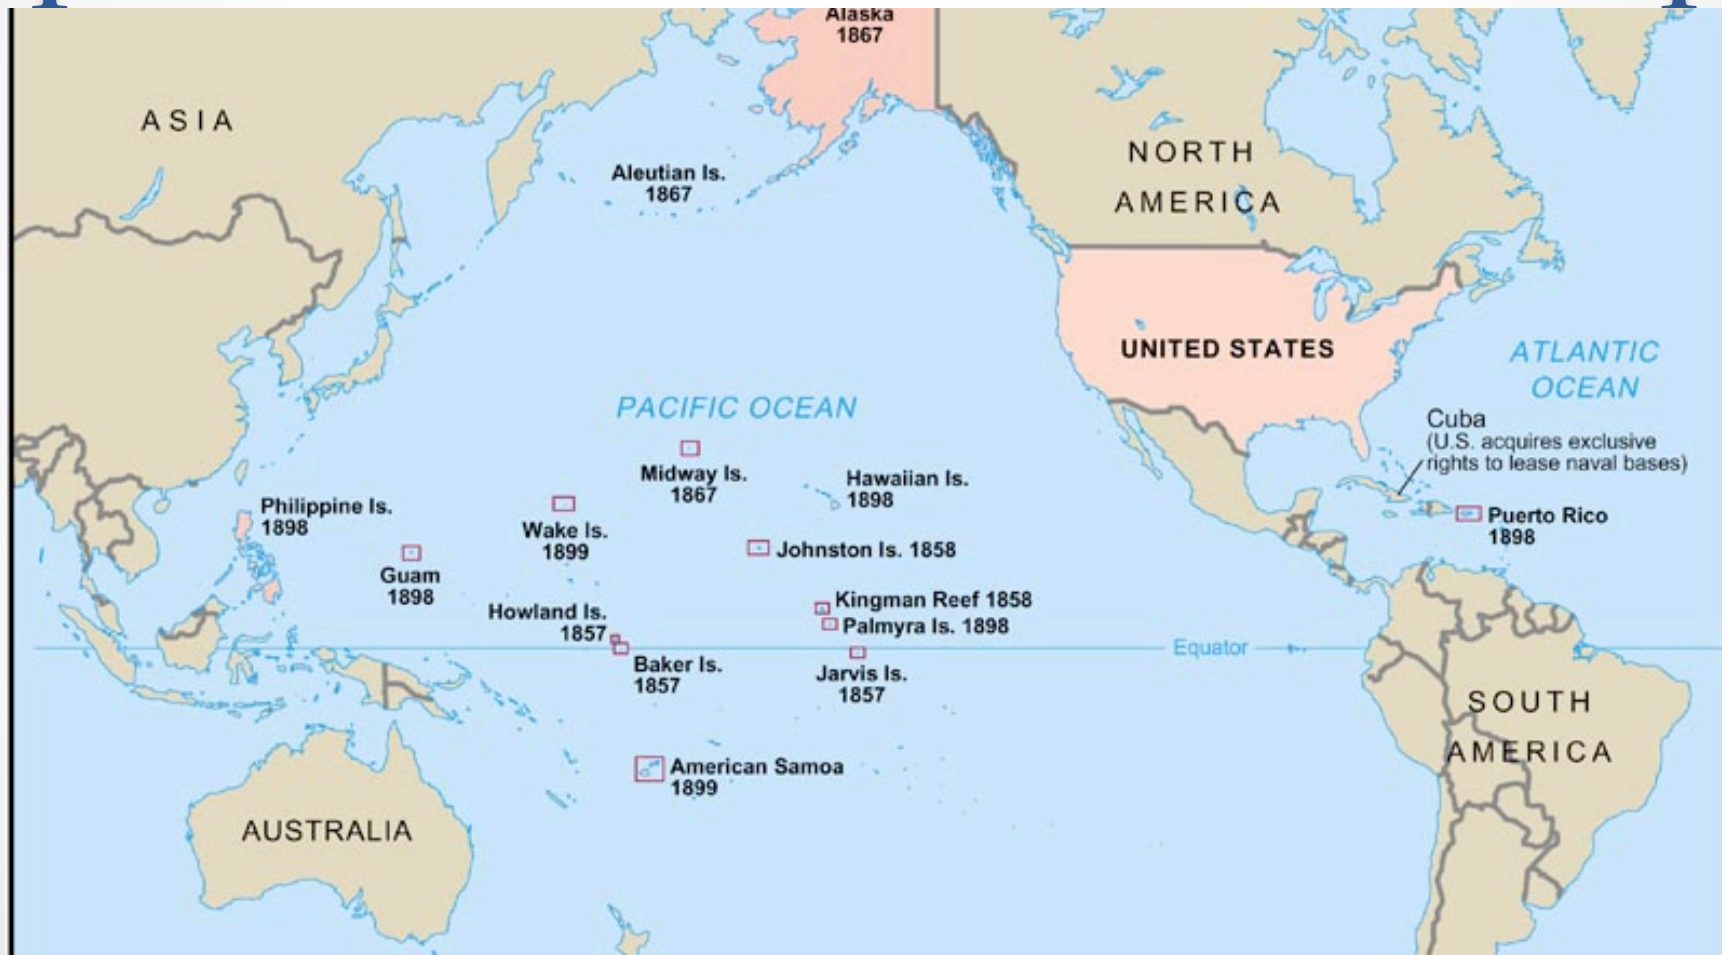 Alaska
1867
ASIA
NORTH
AMERICA
Aleutian Is.
1867
UNITED STATES
ATLANTIC
OCEAN
PACIFIC OCEAN
Cuba
(U.S. acquires exclusive
rights to lease naval bases)
Midway Is.
1867
Hawaiian Is.
1898
Philippine Is.
1898
Wake Is.
1899
Puerto Rico
1898
Johnston Is. 1858
Guam
1898
Kingman Reef 1858
Howland Is.
1857
Palmyra Is. 1898
Equator
Baker Is.
1857
Jarvis Is.
1857
SOUTH
AMERICA
American Samoa
1899
AUSTRALIA